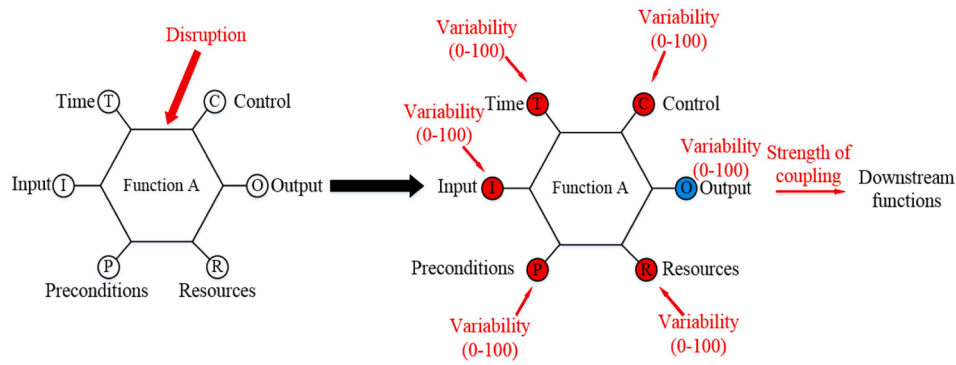 Disruption
Time T
C Control
Input I
Function A
O Output
P
R
Preconditions
Resources
Variability
(0-100)
Variability
(0-100)
Time T
C Control
Variability
(0-100)
Input I
Function A
Variability
(0-100)
O Output
Strength of
coupling
Downstream
functions
Preconditions P
R Resources
Variability
(0-100)
Variability
(0-100)